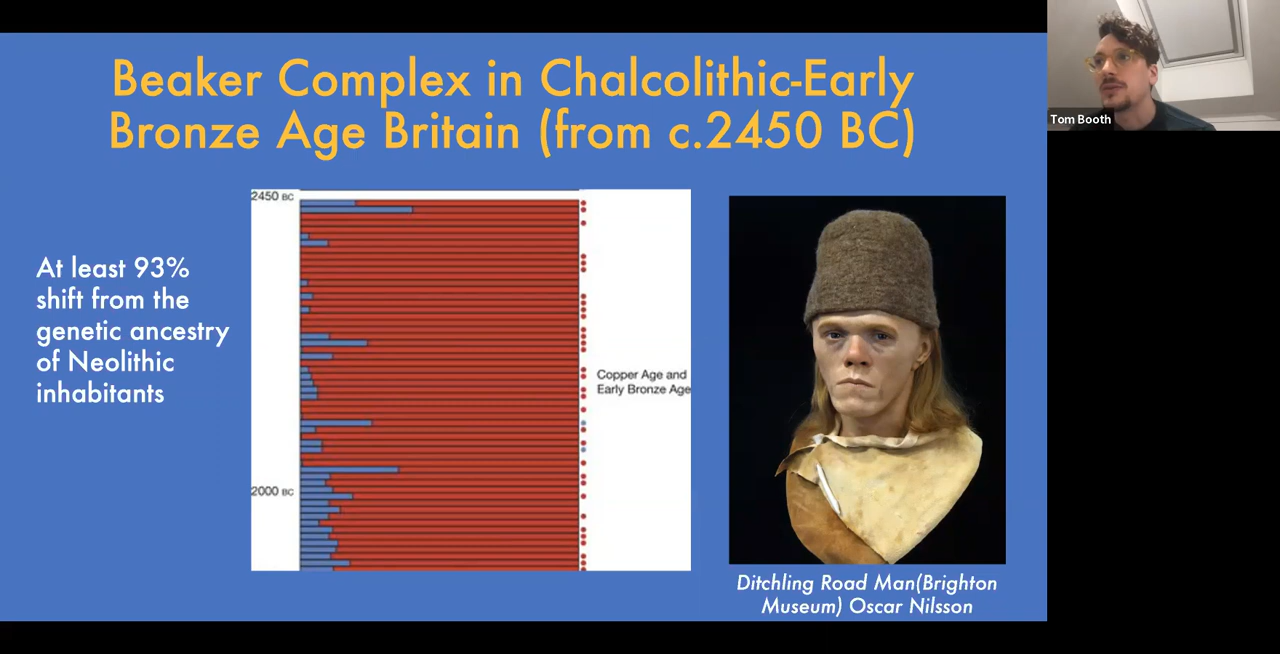 Beaker Complex in Chalcolithic-Early
Bronze Age Britain (from c.2450 BC)
Tom Booth
At least 93%
shift from the
genetic ancestry
of Neolithic
inhabitants
2450 BC
Copper Age and
Early Bronze Age
2000 BC
Ditchling Road Man(Brighton
Museum) Oscar Nilsson